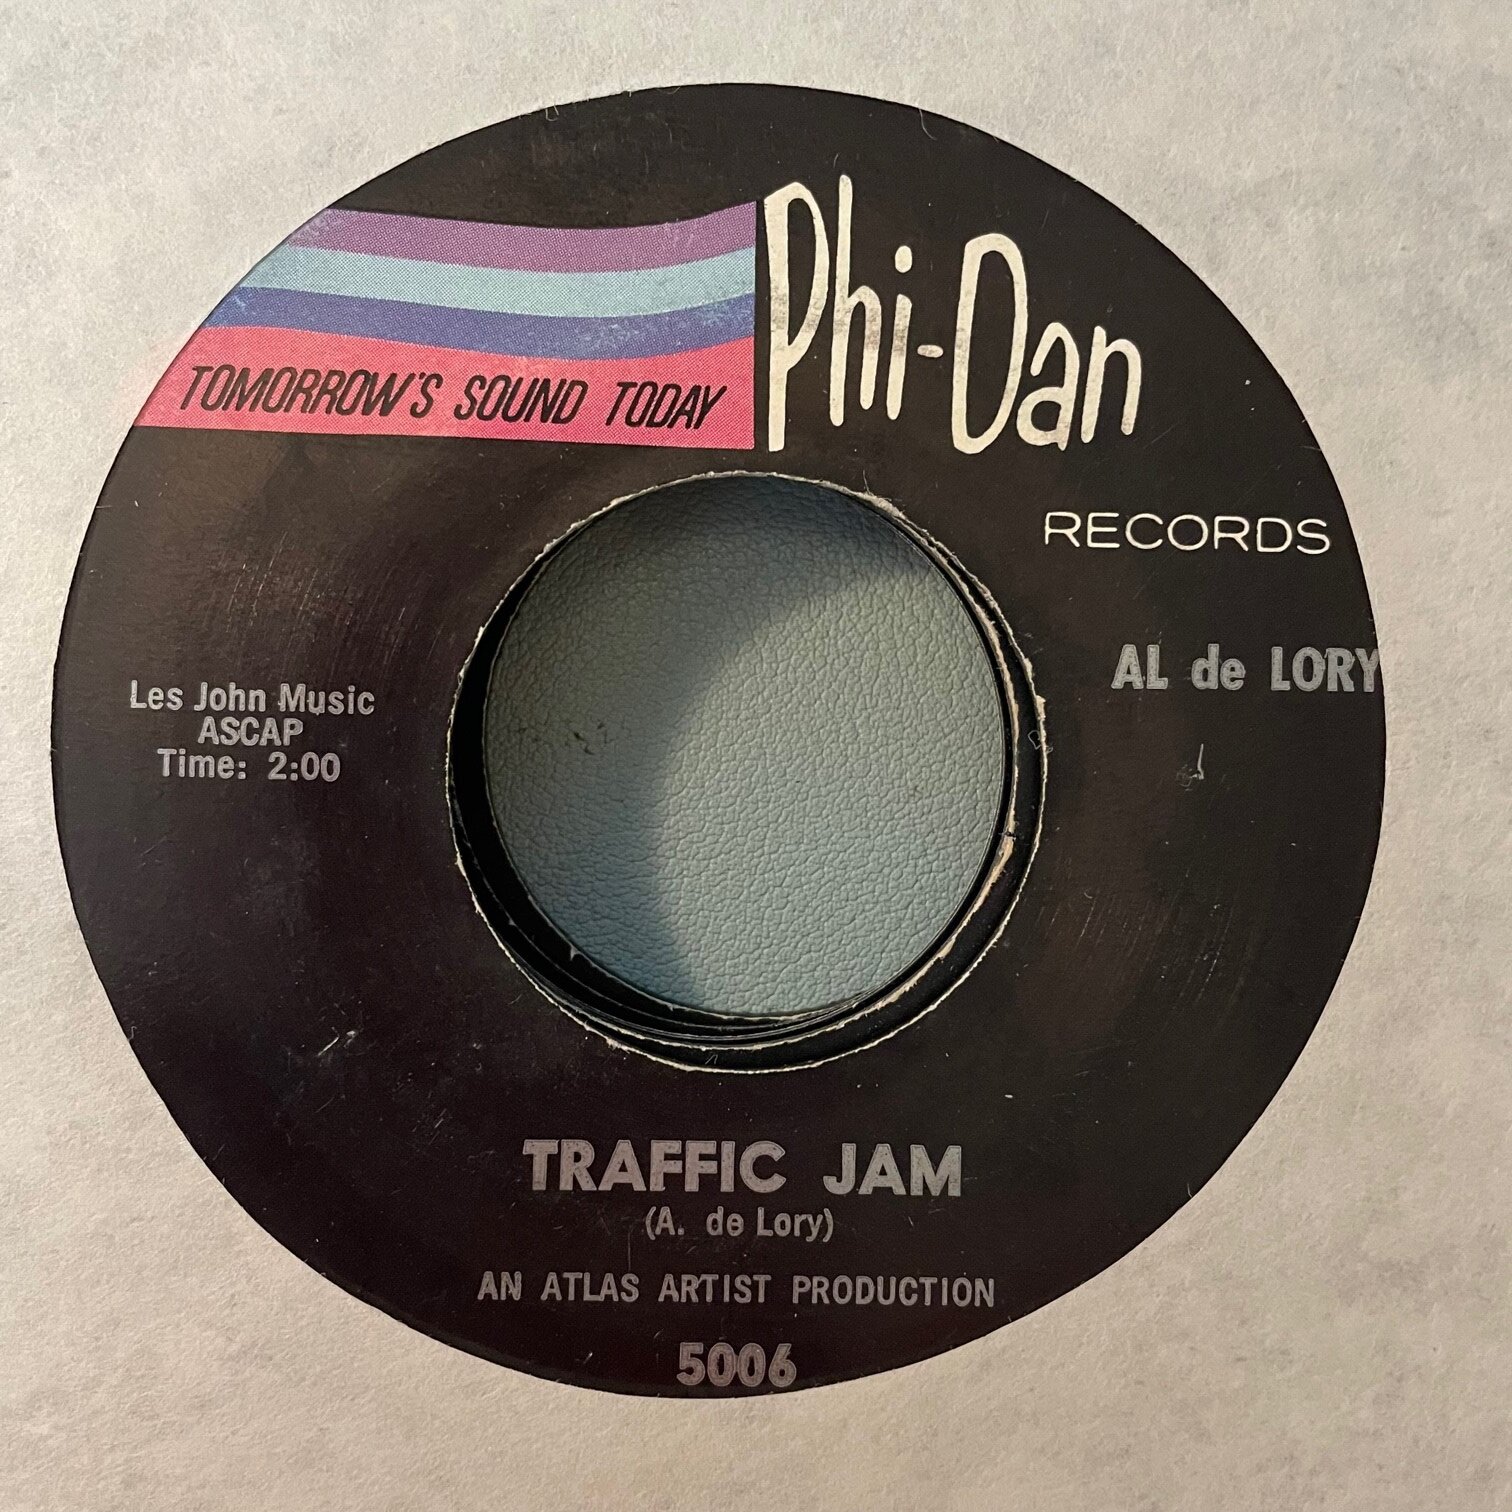 Phi-Dan
TOMORROW'S SOUND TODAY
RECORDS
AL de LORY
Les John Music
ASCAP
Time: 2:00
TRAFFIC JAM
(A. de Lory)
AN ATLAS ARTIST PRODUCTION
5006